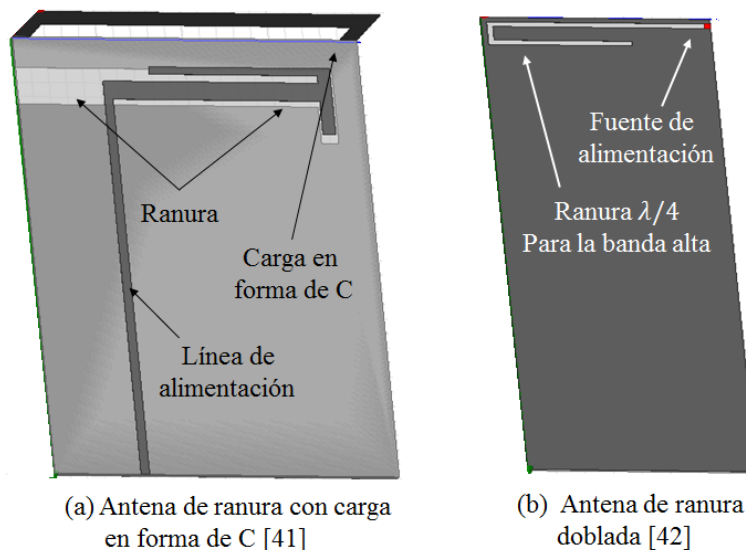 Ranura
Carga en
forma de C
Línea de
alimentación
(a) Antena de ranura con carga
en forma de C [41]
Fuente de
alimentación
Ranura λ/4
Para la banda alta
(b) Antena de ranura
doblada [42]